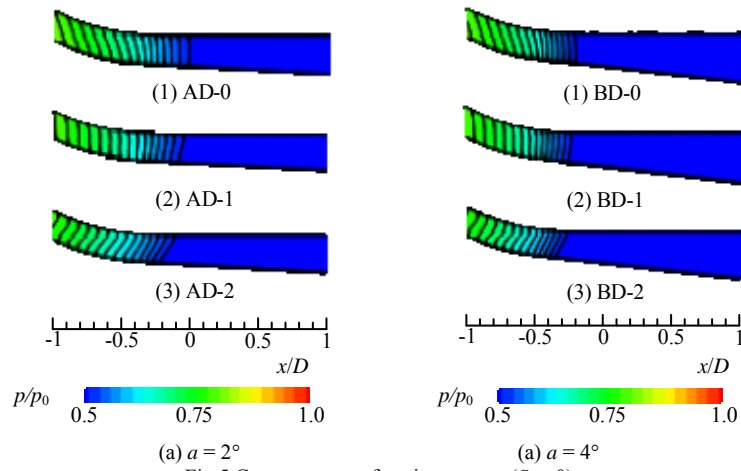 (1) AD-0
(2) AD-1
(3) AD-2
-1 -0.5 0 0.5 1
x/D
p/p0
0.5 0.75 1.0
(a) a = 2°
(1) BD-0
(2) BD-1
(3) BD-2
-1 -0.5 0 0.5 1
x/D
0.5 0.75 1.0
(a) a = 4°